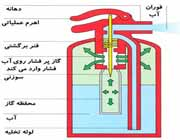 دهانه
اهرم عملیاتی
فنر برگشتی
گاز پر فشار روی آب
فشار وارد می کند
سوزنی
محفظه گاز
آب
لوله تخلیه
فوران
آب